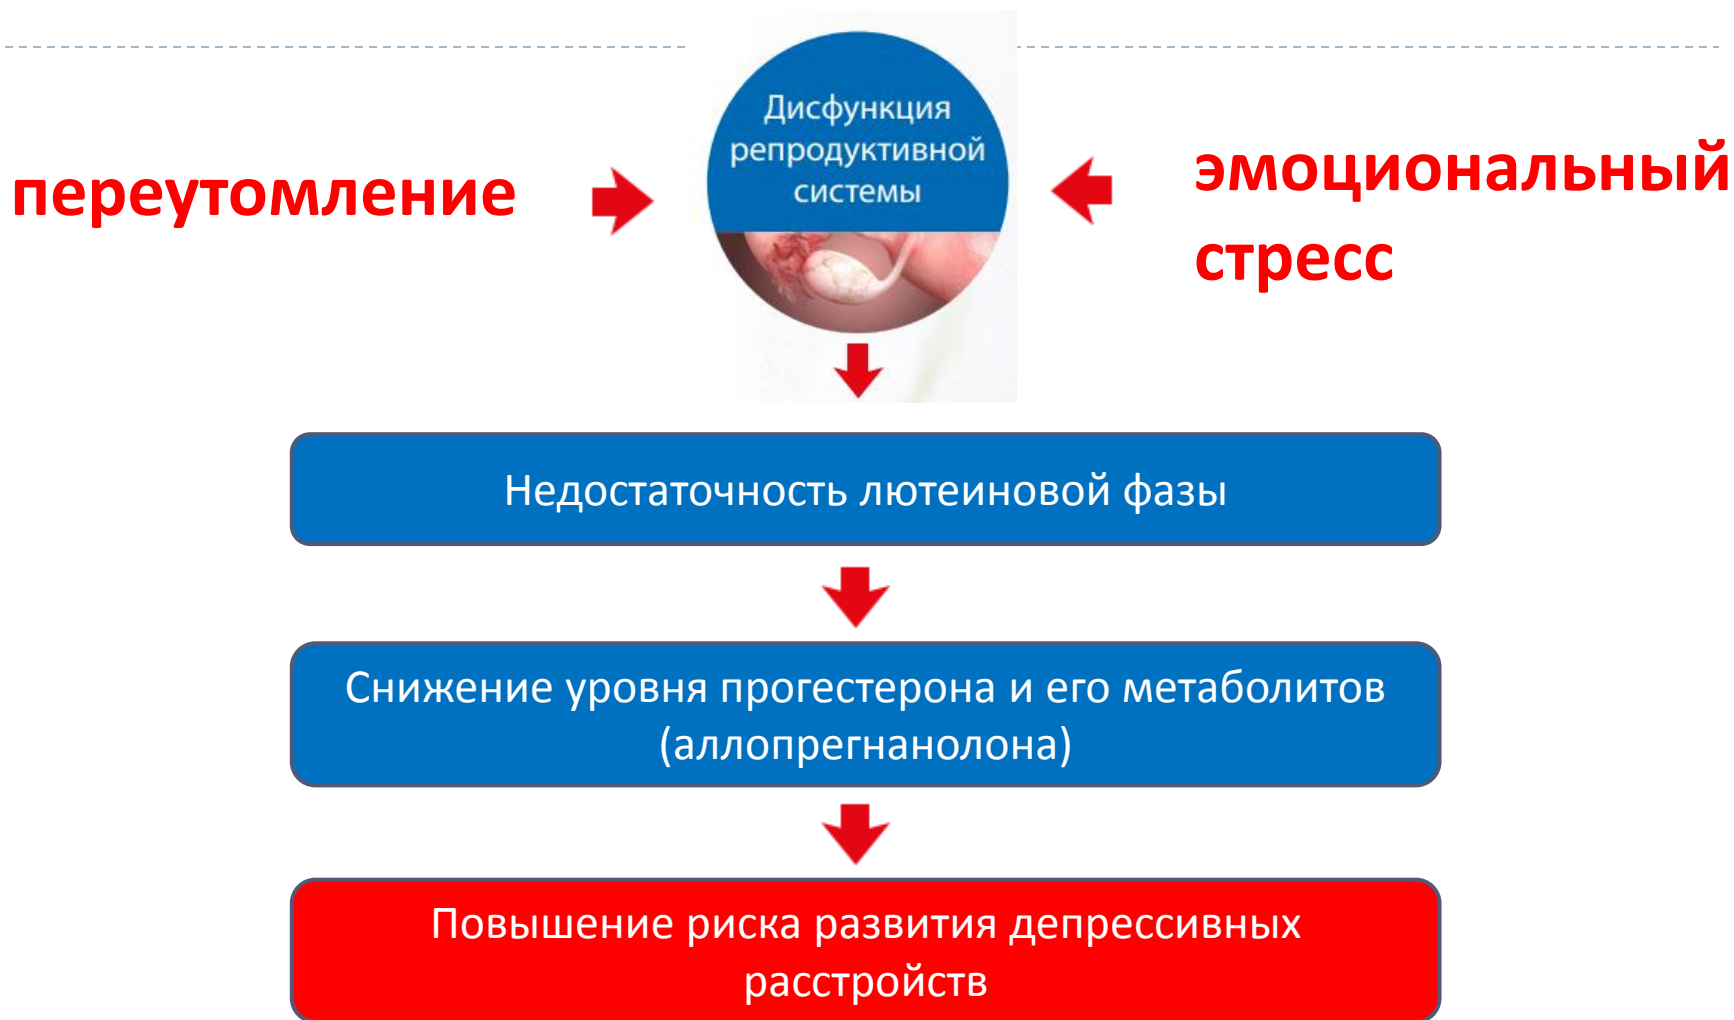 Дисфункция
репродуктивной
системы
переутомление
эмоциональный
стресс
Недостаточность лютеиновой фазы
Снижение уровня прогестерона и его метаболитов
(аллопрегнанолона)
Повышение риска развития депрессивных
расстройств